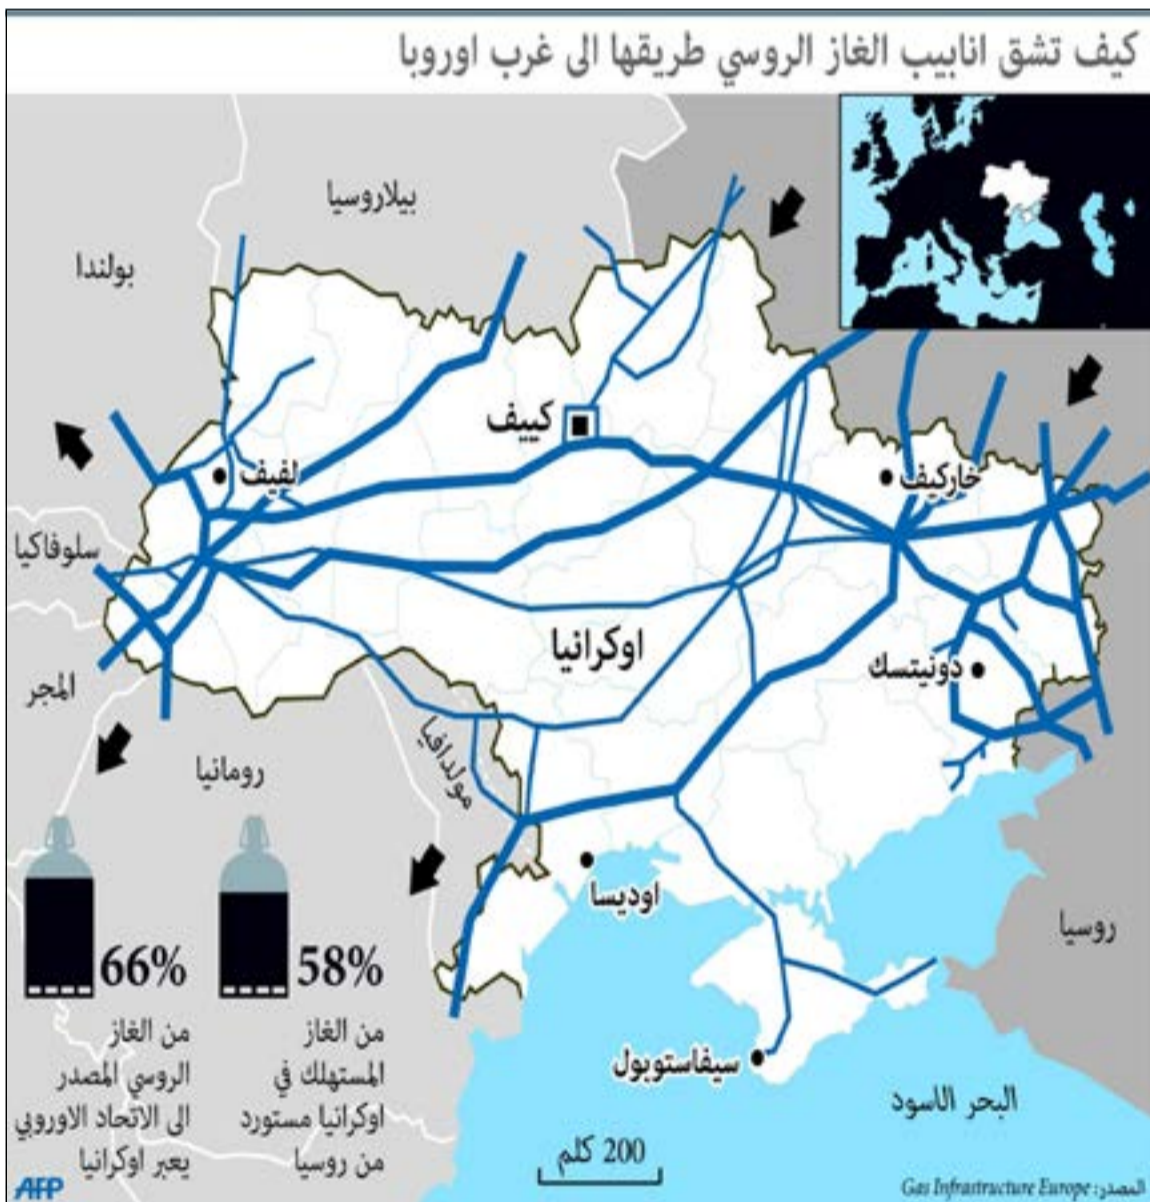 كيف تشق انابيب الغاز الروسي طريقها الى غرب اوروبا
بيلاروسيا
بولندا
كييف
لفيف
خاركيف
سلوفاكيا
اوكرانيا
دونيتسك
المجر
مولدافيا
رومانيا
اوديسا
روسيا
58%
من الغاز
المستهلك في
اوكرانيا مستورد
من روسيا
66%
من الغاز
الروسي المصدر
الى الاتحاد الاوروبي
يعبر اوكرانيا
سيفاستوبول
البحر الاسود
200 كلم
AFP
المصدر: Gas Infrastructure Europe